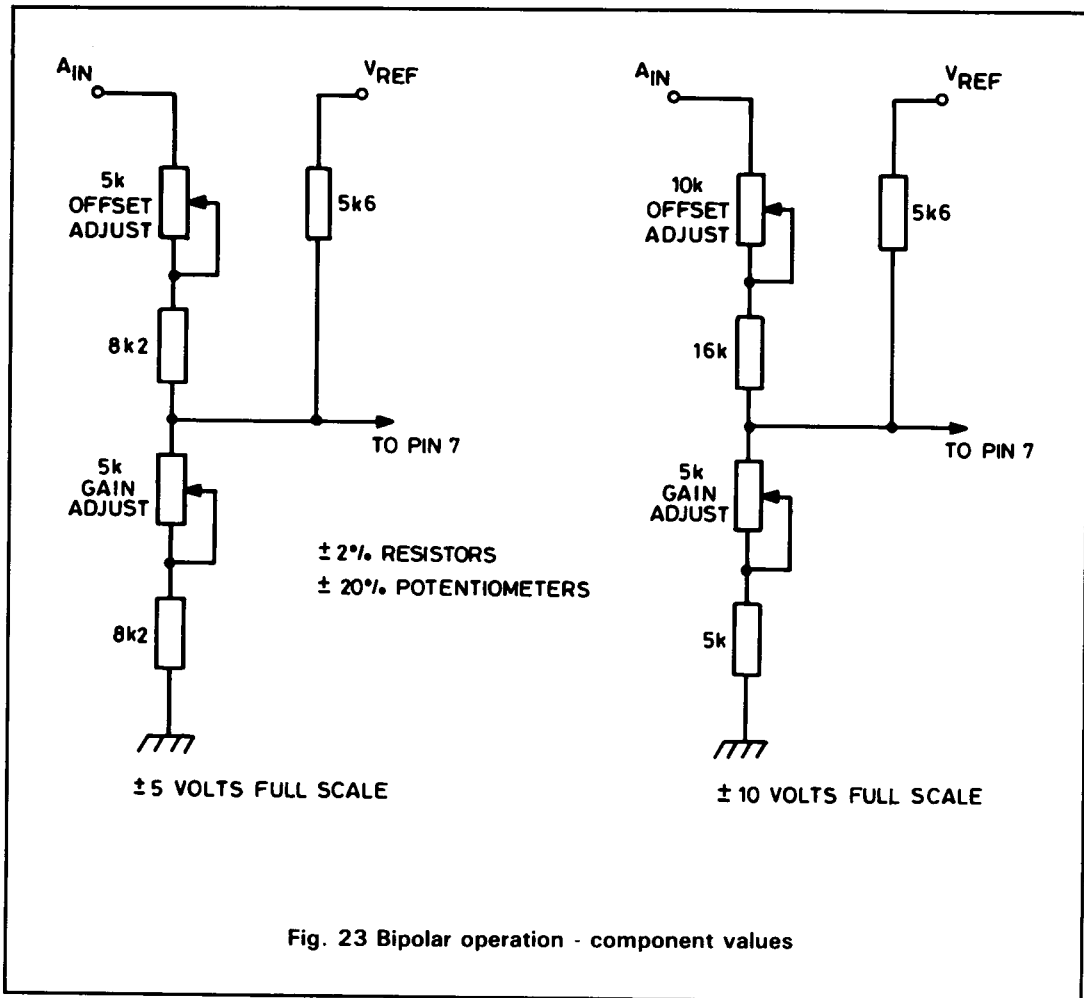 A_IN
V_REF
5k
OFFSET
ADJUST
5k6
8k2
TO PIN 7
5k
GAIN
ADJUST
8k2
± 2% RESISTORS
± 20% POTENTIOMETERS
± 5 VOLTS FULL SCALE
A_IN
V_REF
10k
OFFSET
ADJUST
5k6
16k
TO PIN 7
5k
GAIN
ADJUST
5k
± 10 VOLTS FULL SCALE
Fig. 23 Bipolar operation - component values